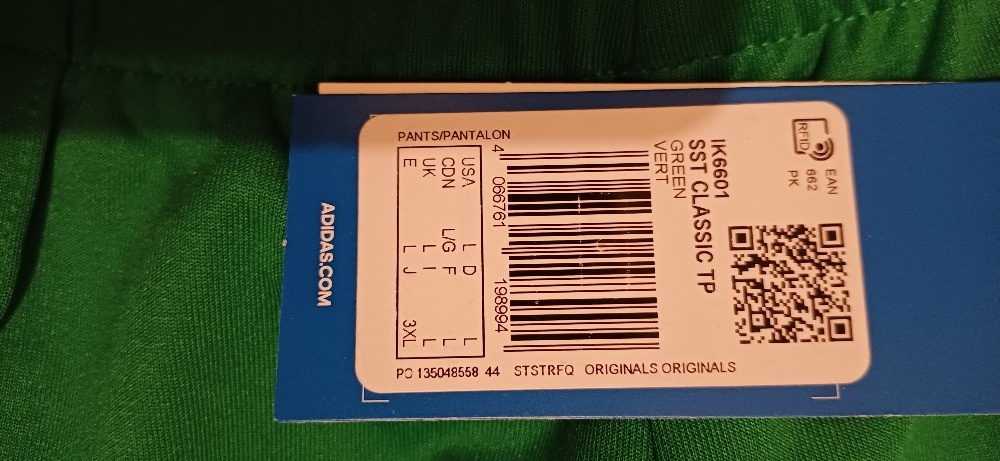 PANTS/PANTALON
USA L D L
CDN L/G F L
UK L I L
E L J 3XL
4 066761 198994
IK6601
SST CLASSIC TP
GREEN
VERT
RFID
EAN
662
PK
PO 135048558 44 STSTRFQ ORIGINALS ORIGINALS
ADIDAS.COM